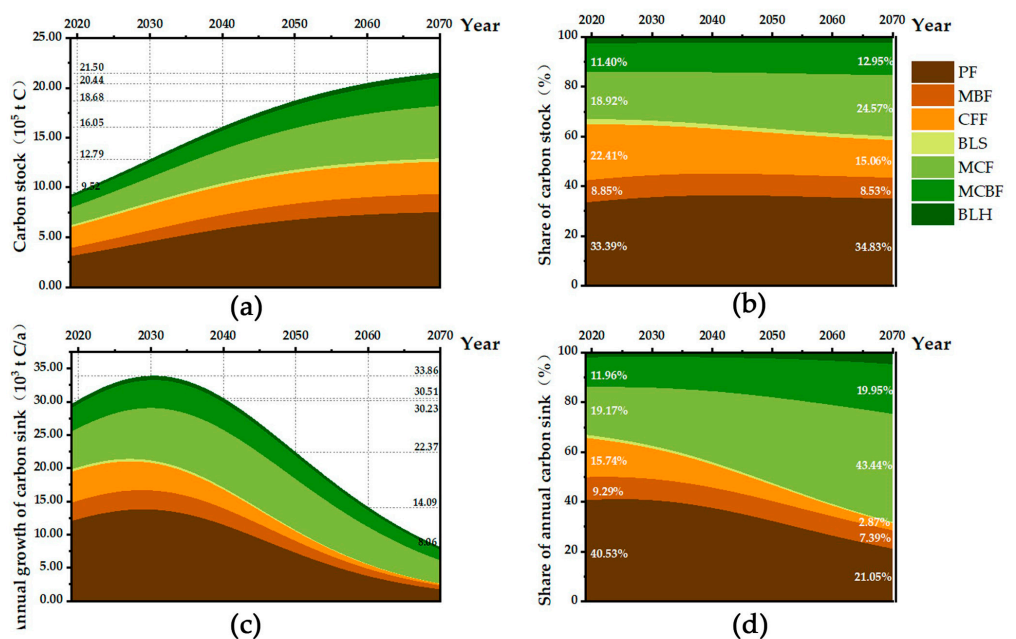 2020 2030 2040 2050 2060 2070 Year
25.00
20.00
15.00
10.00
5.00
0.00
Carbon stock (10⁵ t C)
21.50
20.44
18.68
16.05
12.79
9.52
(a)
2020 2030 2040 2050 2060 2070 Year
100
80
60
40
20
0
Share of carbon stock (%)
11.40% 12.95%
18.92% 24.57%
22.41% 15.06%
8.85% 8.53%
33.39% 34.83%
(b)
PF
MBF
CFF
BLS
MCF
MCBF
BLH
2020 2030 2040 2050 2060 2070 Year
35.00
30.00
25.00
20.00
15.00
10.00
5.00
0.00
nnual growth of carbon sink (10³ t C/a)
33.86
30.51
30.23
22.37
14.09
(c)
2020 2030 2040 2050 2060 2070 Year
100
80
60
40
20
0
Share of annual carbon sink (%)
11.96% 19.95%
19.17% 43.44%
15.74% 2.87%
9.29% 7.39%
40.53% 21.05%
(d)